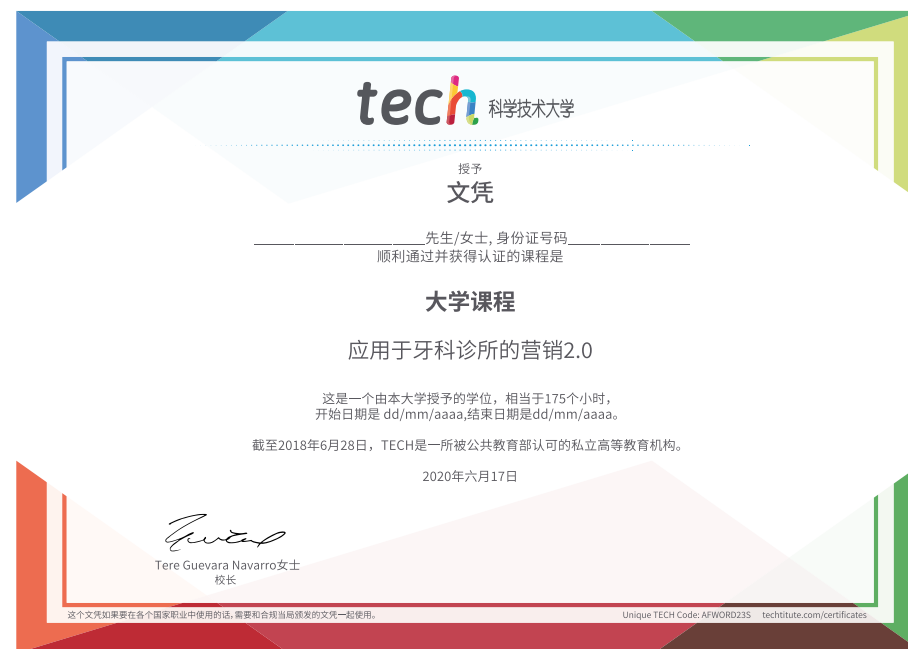 tech 科学技术大学
授予
文凭
____________________先生/女士, 身份证号码______________
顺利通过并获得认证的课程是
大学课程
应用于牙科诊所的营销2.0
这是一个由本大学授予的学位，相当于175个小时，
开始日期是 dd/mm/aaaa,结束日期是dd/mm/aaaa。
截至2018年6月28日，TECH是一所被公共教育部认可的私立高等教育机构。
2020年六月17日
Tere Guevara Navarro女士
校长
这个文凭如果要在各个国家职业中使用的话,需要和合规当局颁发的文凭一起使用。
Unique TECH Code: AFWORD23S techtitute.com/certificates